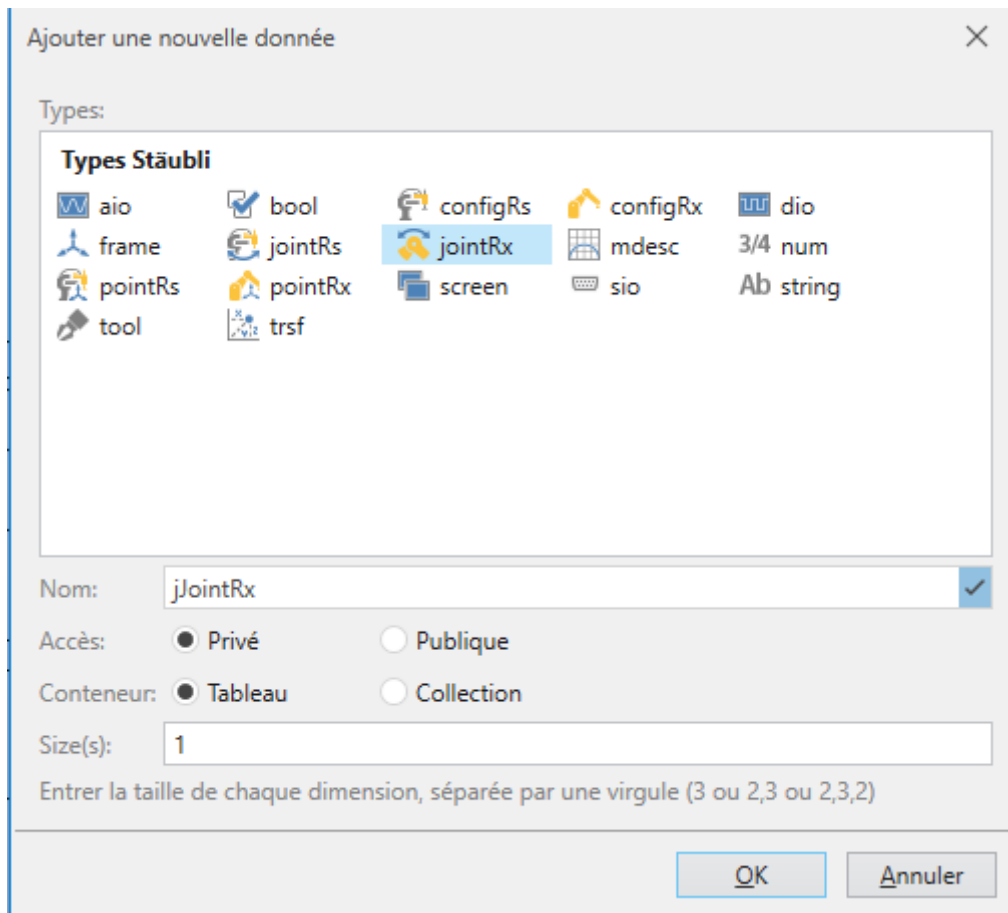 Ajouter une nouvelle donnée
Types:
Types Stäubli
aio bool configRs configRx dio
frame jointRs jointRx mdesc 3/4 num
pointRs pointRx screen sio Ab string
tool trsf
Nom: jJointRx
Accès: Privé Publique
Conteneur: Tableau Collection
Size(s): 1
Entrer la taille de chaque dimension, séparée par une virgule (3 ou 2,3 ou 2,3,2)
OK Annuler